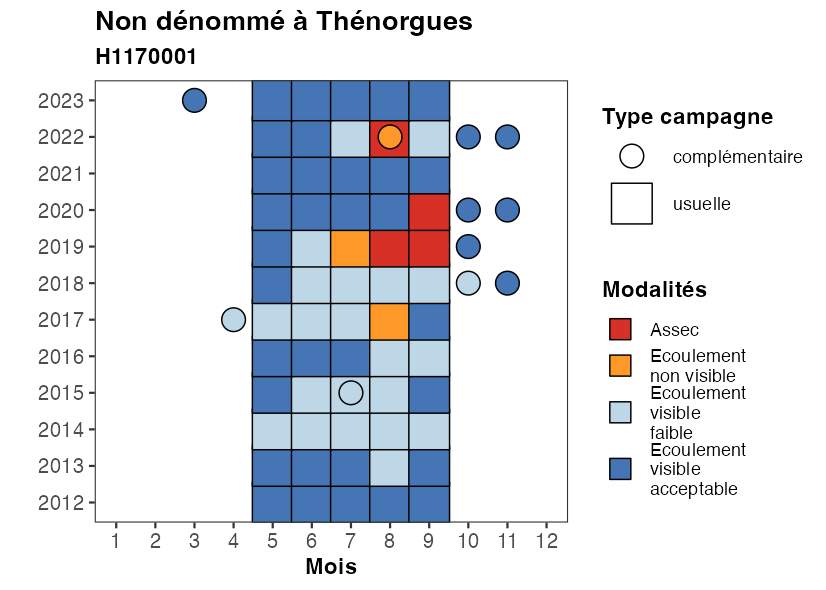 Non dénommé à Thénorgues
H1170001
2023
2022
2021
2020
2019
2018
2017
2016
2015
2014
2013
2012
1 2 3 4 5 6 7 8 9 10 11 12
Mois
Type campagne
complémentaire
usuelle
Modalités
Assec
Ecoulement
non visible
Ecoulement
visible
faible
Ecoulement
visible
acceptable